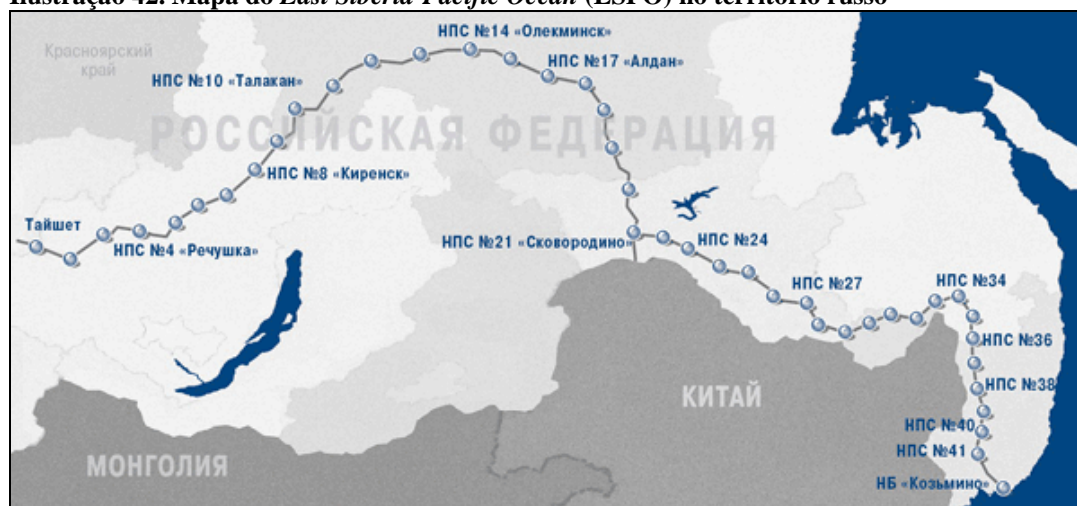 Ilustração 42. Mapa do East Siberia-Pacific Ocean (ESPO) no território russo
Красноярский
край
НПС №14 «Олекминск»
НПС №17 «Алдан»
НПС №10 «Талакан»
РОССИЙСКАЯ ФЕДЕРАЦИЯ
НПС №8 «Киренск»
Тайшет
НПС №4 «Речушка»
НПС №21 «Сковородино»
НПС №24
НПС №27
НПС №34
НПС №36
НПС №38
КИТАЙ
НПС №40
НПС №41
МОНГОЛИЯ
НБ «Козьмино»